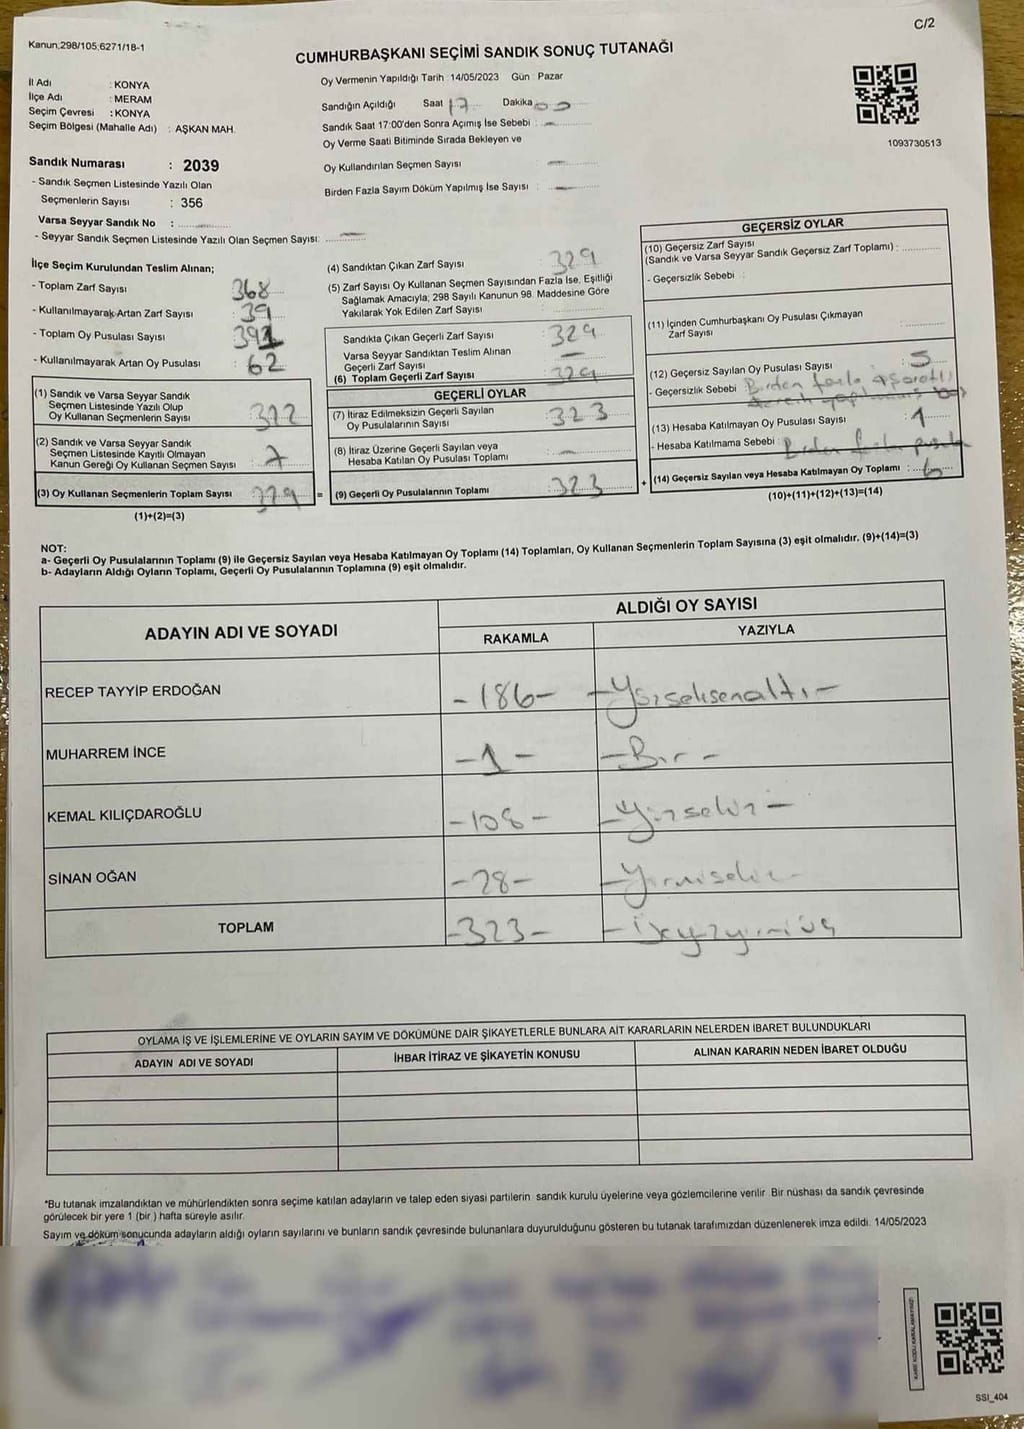 C/2
Kanun;298/105;6271/18-1
CUMHURBAŞKANI SEÇİMİ SANDIK SONUÇ TUTANAĞI
İl Adı : KONYA
İlçe Adı : MERAM
Seçim Çevresi : KONYA
Seçim Bölgesi (Mahalle Adı) : AŞKAN MAH.
Sandık Numarası : 2039
- Sandık Seçmen Listesinde Yazılı Olan
Seçmenlerin Sayısı : 356
Varsa Seyyar Sandık No :
- Seyyar Sandık Seçmen Listesinde Yazılı Olan Seçmen Sayısı: —
Oy Vermenin Yapıldığı Tarih :14/05/2023 Gün : Pazar
Sandığın Açıldığı Saat 17 Dakika 00
Sandık Saat 17:00'den Sonra Açımış İse Sebebi : —
Oy Verme Saati Bitiminde Sırada Bekleyen ve
Oy Kullandırılan Seçmen Sayısı : —
Birden Fazla Sayım Döküm Yapılmış İse Sayısı : —
1093730513
İlçe Seçim Kurulundan Teslim Alınan;
- Toplam Zarf Sayısı : 368
- Kullanılmayarak Artan Zarf Sayısı : 39
- Toplam Oy Pusulası Sayısı : 391
- Kullanılmayarak Artan Oy Pusulası : 62
(1) Sandık ve Varsa Seyyar Sandık
Seçmen Listesinde Yazılı Olup
Oy Kullanan Seçmenlerin Sayısı : 322
(2) Sandık ve Varsa Seyyar Sandık
Seçmen Listesinde Kayıtlı Olmayan
Kanun Gereği Oy Kullanan Seçmen Sayısı : 7
(3) Oy Kullanan Seçmenlerin Toplam Sayısı : 329
(1)+(2)=(3)
(4) Sandıktan Çıkan Zarf Sayısı : 329
(5) Zarf Sayısı Oy Kullanan Seçmen Sayısından Fazla İse, Eşitliği
Sağlamak Amacıyla; 298 Sayılı Kanunun 98. Maddesine Göre
Yakılarak Yok Edilen Zarf Sayısı :
Sandıkta Çıkan Geçerli Zarf Sayısı : 329
Varsa Seyyar Sandıktan Teslim Alınan
Geçerli Zarf Sayısı : —
(6) Toplam Geçerli Zarf Sayısı : 329
GEÇERLİ OYLAR
(7) İtiraz Edilmeksizin Geçerli Sayılan
Oy Pusulalarının Sayısı : 323
(8) İtiraz Üzerine Geçerli Sayılan veya
Hesaba Katılan Oy Pusulası Toplamı : —
= (9) Geçerli Oy Pusulalarının Toplamı : 323
GEÇERSİZ OYLAR
(10) Geçersiz Zarf Sayısı
(Sandık ve Varsa Seyyar Sandık Geçersiz Zarf Toplamı) :
- Geçersizlik Sebebi :
(11) İçinden Cumhurbaşkanı Oy Pusulası Çıkmayan
Zarf Sayısı :
(12) Geçersiz Sayılan Oy Pusulası Sayısı : 5
- Geçersizlik Sebebi : Birden fazla
(13) Hesaba Katılmayan Oy Pusulası Sayısı : 1
- Hesaba Katılmama Sebebi : Birden fazla pusula
+ (14) Geçersiz Sayılan veya Hesaba Katılmayan Oy Toplamı : 6
(10)+(11)+(12)+(13)=(14)
NOT:
a- Geçerli Oy Pusulalarının Toplamı (9) ile Geçersiz Sayılan veya Hesaba Katılmayan Oy Toplamı (14) Toplamları, Oy Kullanan Seçmenlerin Toplam Sayısına (3) eşit olmalıdır. (9)+(14)=(3)
b- Adayların Aldığı Oyların Toplamı, Geçerli Oy Pusulalarının Toplamına (9) eşit olmalıdır.
ADAYIN ADI VE SOYADI
ALDIĞI OY SAYISI
RAKAMLA YAZIYLA
RECEP TAYYİP ERDOĞAN -186- -Yüzseksenaltı-
MUHARREM İNCE -1- -Bir-
KEMAL KILIÇDAROĞLU -108- -Yüzsekiz-
SİNAN OĞAN -28- -Yirmisekiz-
TOPLAM -323- -Üçyüzyirmiüç
OYLAMA İŞ VE İŞLEMLERİNE VE OYLARIN SAYIM VE DÖKÜMÜNE DAİR ŞİKAYETLERLE BUNLARA AİT KARARLARIN NELERDEN İBARET BULUNDUKLARI
ADAYIN ADI VE SOYADI İHBAR İTİRAZ VE ŞİKAYETİN KONUSU ALINAN KARARIN NEDEN İBARET OLDUĞU
*Bu tutanak imzalandıktan ve mühürlendikten sonra seçime katılan adayların ve talep eden siyasi partilerin sandık kurulu üyelerine veya gözlemcilerine verilir. Bir nüshası da sandık çevresinde
görülecek bir yere 1 (bir ) hafta süreyle asılır.
Sayım ve döküm sonucunda adayların aldığı oyların sayılarını ve bunların sandık çevresinde bulunanlara duyurulduğunu gösteren bu tutanak tarafımızdan düzenlenerek imza edildi. 14/05/2023
KARE KODU KARALAMAYINIZ!
SSI_404